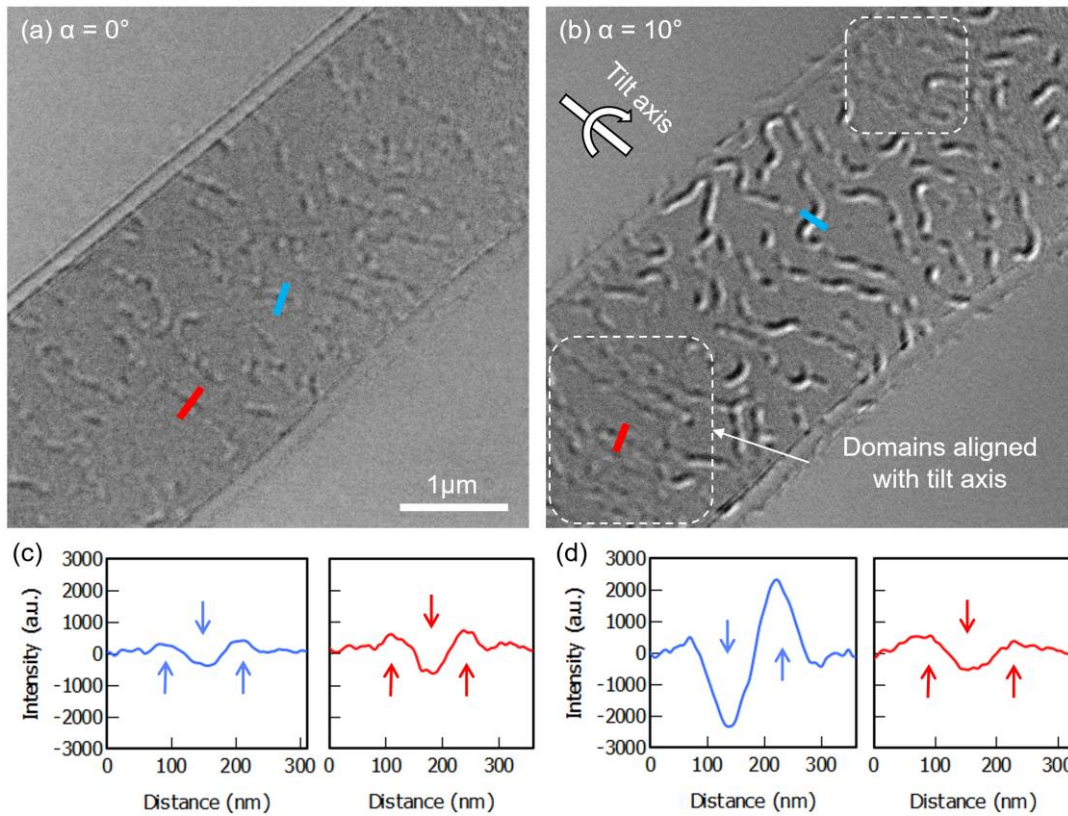 (a) α = 0°
1μm
(b) α = 10°
Tilt axis
Domains aligned
with tilt axis
(c)
Intensity (a.u.)
3000
2000
1000
0
-1000
-2000
-3000
0 100 200 300
Distance (nm)
0 100 200 300
Distance (nm)
(d)
Intensity (a.u.)
3000
2000
1000
0
-1000
-2000
-3000
0 100 200 300
Distance (nm)
0 100 200 300
Distance (nm)